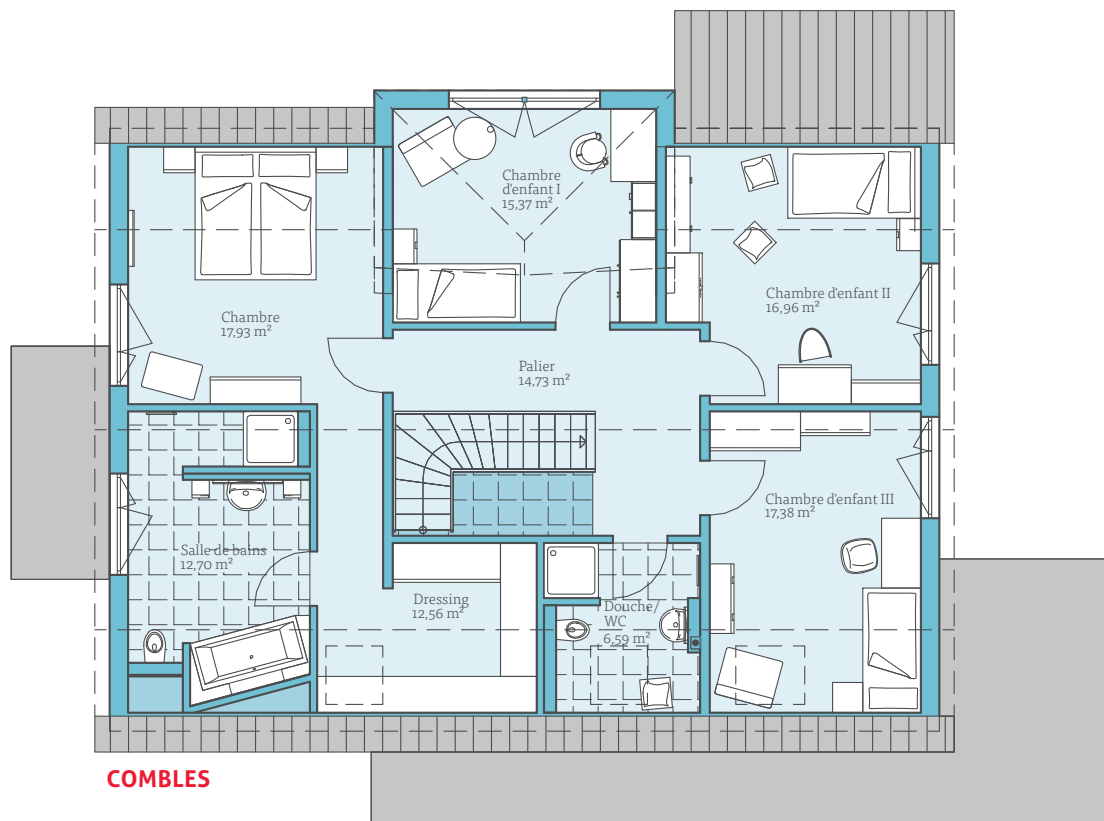 Chambre
d'enfant I
15,37 m²
Chambre d'enfant II
16,96 m²
Chambre
17,93 m²
Palier
14,73 m²
Chambre d'enfant III
17,38 m²
Salle de bains
12,70 m²
Dressing
12,56 m²
Douche/
WC
6,59 m²
COMBLES